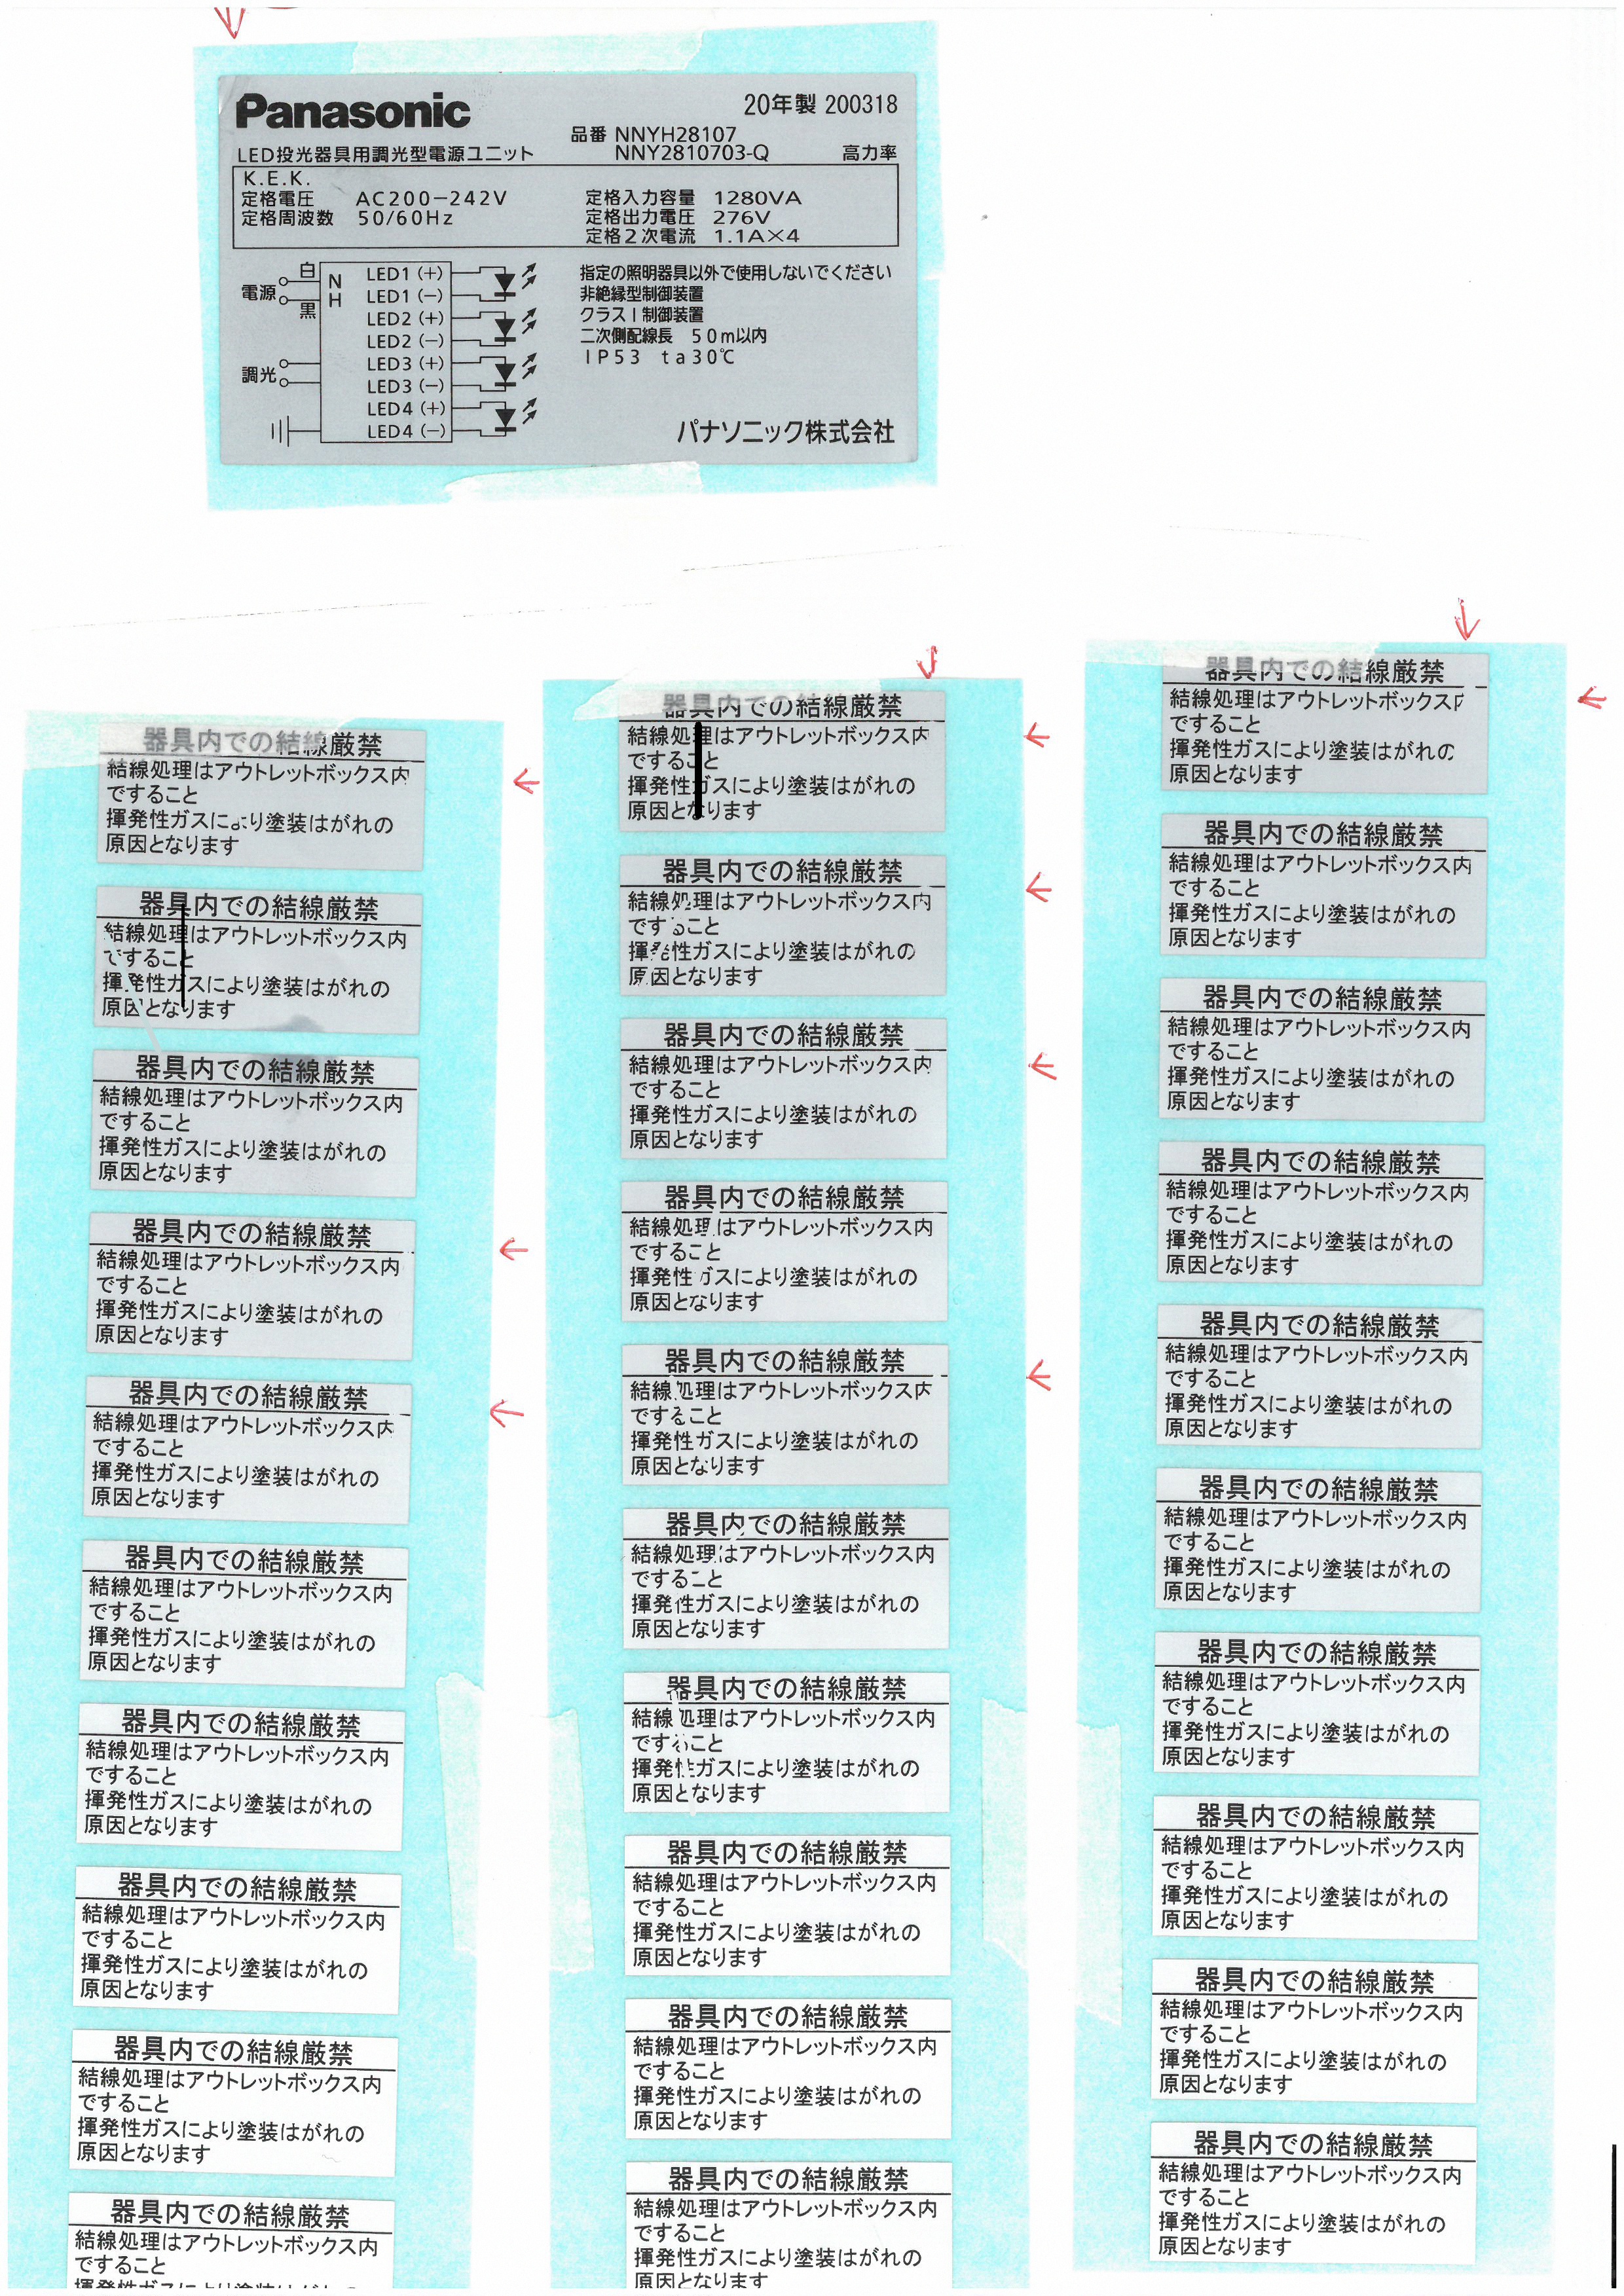 Panasonic
20年製 200318
品番 NNYH28107
LED投光器具用調光型電源ユニット
NNY2810703-Q
高力率
K.E.K.
定格電圧 AC200-242V
定格周波数 50/60Hz
定格入力容量 1280VA
定格出力電圧 276V
定格2次電流 1.1A×4
電源
白
黒
N
H
調光
LED1 (+)
LED1 (−)
LED2 (+)
LED2 (−)
LED3 (+)
LED3 (−)
LED4 (+)
LED4 (−)
指定の照明器具以外で使用しないでください
非絶縁型制御装置
クラスⅠ制御装置
二次側配線長 50m以内
IP53 ta30℃
パナソニック株式会社
器具内での結線厳禁
結線処理はアウトレットボックス内
ですること
揮発性ガスにより塗装はがれの
原因となります
器具内での結線厳禁
結線処理はアウトレットボックス内
ですること
揮発性ガスにより塗装はがれの
原因となります
器具内での結線厳禁
結線処理はアウトレットボックス内
ですること
揮発性ガスにより塗装はがれの
原因となります
器具内での結線厳禁
結線処理はアウトレットボックス内
ですること
揮発性ガスにより塗装はがれの
原因となります
器具内での結線厳禁
結線処理はアウトレットボックス内
ですること
揮発性ガスにより塗装はがれの
原因となります
器具内での結線厳禁
結線処理はアウトレットボックス内
ですること
揮発性ガスにより塗装はがれの
原因となります
器具内での結線厳禁
結線処理はアウトレットボックス内
ですること
揮発性ガスにより塗装はがれの
原因となります
器具内での結線厳禁
結線処理はアウトレットボックス内
ですること
揮発性ガスにより塗装はがれの
原因となります
器具内での結線厳禁
結線処理はアウトレットボックス内
ですること
揮発性ガスにより塗装はがれの
原因となります
器具内での結線厳禁
結線処理はアウトレットボックス内
ですること
器具内での結線厳禁
結線処理はアウトレットボックス内
ですること
揮発性ガスにより塗装はがれの
原因となります
器具内での結線厳禁
結線処理はアウトレットボックス内
ですること
揮発性ガスにより塗装はがれの
原因となります
器具内での結線厳禁
結線処理はアウトレットボックス内
ですること
揮発性ガスにより塗装はがれの
原因となります
器具内での結線厳禁
結線処理はアウトレットボックス内
ですること
揮発性ガスにより塗装はがれの
原因となります
器具内での結線厳禁
結線処理はアウトレットボックス内
ですること
揮発性ガスにより塗装はがれの
原因となります
器具内での結線厳禁
結線処理はアウトレットボックス内
ですること
揮発性ガスにより塗装はがれの
原因となります
器具内での結線厳禁
結線処理はアウトレットボックス内
ですること
揮発性ガスにより塗装はがれの
原因となります
器具内での結線厳禁
結線処理はアウトレットボックス内
ですること
揮発性ガスにより塗装はがれの
原因となります
器具内での結線厳禁
結線処理はアウトレットボックス内
ですること
揮発性ガスにより塗装はがれの
原因となります
器具内での結線厳禁
結線処理はアウトレットボックス内
ですること
揮発性ガスにより塗装はがれの
原因となります
器具内での結線厳禁
結線処理はアウトレットボックス内
ですること
揮発性ガスにより塗装はがれの
原因となります
器具内での結線厳禁
結線処理はアウトレットボックス内
ですること
揮発性ガスにより塗装はがれの
原因となります
器具内での結線厳禁
結線処理はアウトレットボックス内
ですること
揮発性ガスにより塗装はがれの
原因となります
器具内での結線厳禁
結線処理はアウトレットボックス内
ですること
揮発性ガスにより塗装はがれの
原因となります
器具内での結線厳禁
結線処理はアウトレットボックス内
ですること
揮発性ガスにより塗装はがれの
原因となります
器具内での結線厳禁
結線処理はアウトレットボックス内
ですること
揮発性ガスにより塗装はがれの
原因となります
器具内での結線厳禁
結線処理はアウトレットボックス内
ですること
揮発性ガスにより塗装はがれの
原因となります
器具内での結線厳禁
結線処理はアウトレットボックス内
ですること
揮発性ガスにより塗装はがれの
原因となります
器具内での結線厳禁
結線処理はアウトレットボックス内
ですること
揮発性ガスにより塗装はがれの
原因となります
器具内での結線厳禁
結線処理はアウトレットボックス内
ですること
揮発性ガスにより塗装はがれの
原因となります